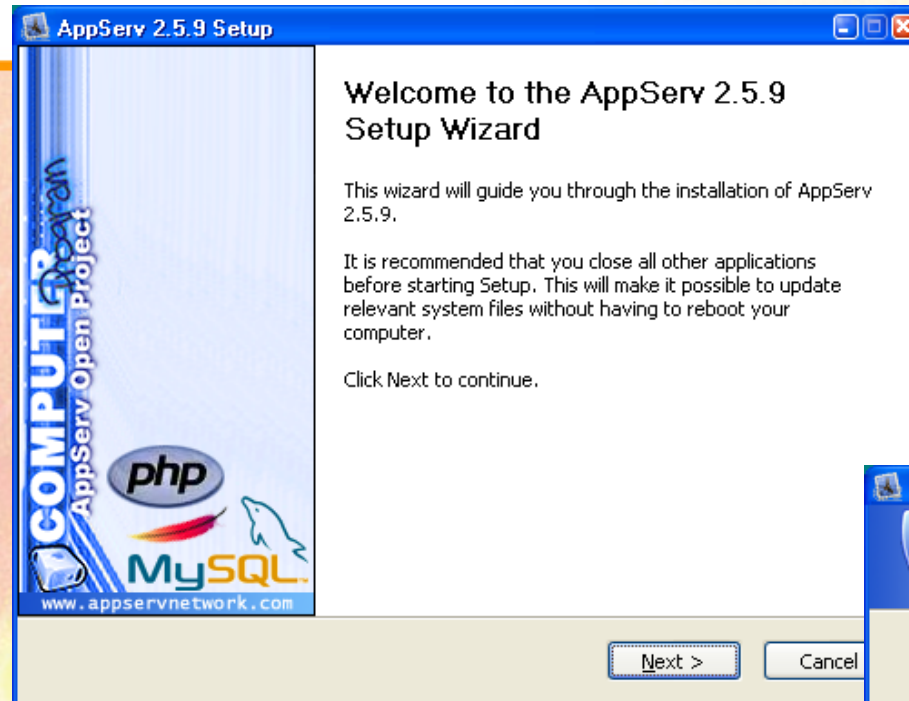 AppServ 2.5.9 Setup
Welcome to the AppServ 2.5.9
Setup Wizard
This wizard will guide you through the installation of AppServ
2.5.9.
It is recommended that you close all other applications
before starting Setup. This will make it possible to update
relevant system files without having to reboot your
computer.
Click Next to continue.
COMPUTER
Program
AppServ Open Project
php
MySQL
www.appservnetwork.com
Next >
Cancel